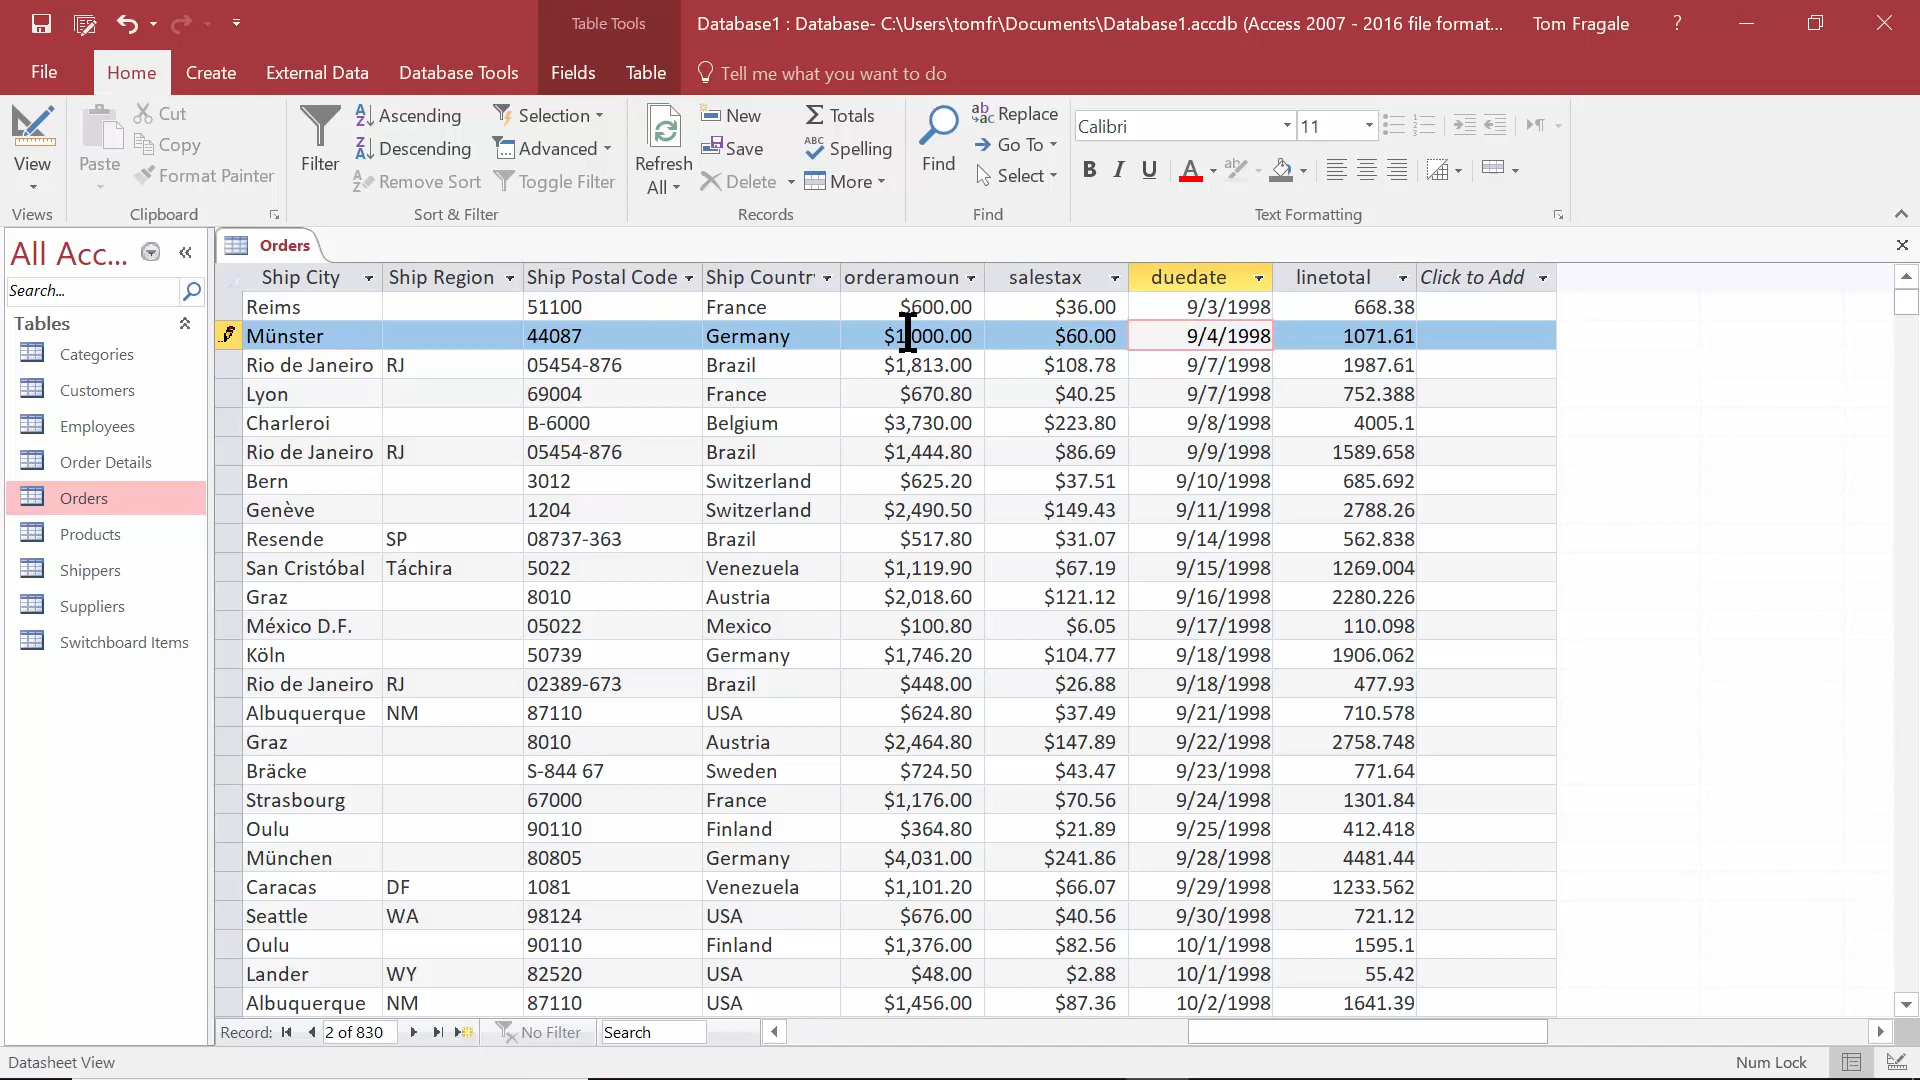 Table Tools
Database1 : Database- C:\Users\tomfr\Documents\Database1.accdb (Access 2007 - 2016 file format...
Tom Fragale
?
File
Home
Create
External Data
Database Tools
Fields
Table
Tell me what you want to do
View
Views
Paste
Cut
Copy
Format Painter
Clipboard
Filter
Ascending
Descending
Remove Sort
Selection
Advanced
Toggle Filter
Sort & Filter
Refresh
All
New
Save
Delete
Totals
Spelling
More
Records
Find
Replace
Go To
Select
Find
Calibri
11
B I U A
Text Formatting
All Acc...
Search...
Tables
Categories
Customers
Employees
Order Details
Orders
Products
Shippers
Suppliers
Switchboard Items
Orders
Ship City Ship Region Ship Postal Code Ship Countr orderamoun salestax duedate linetotal Click to Add
Reims 51100 France $600.00 $36.00 9/3/1998 668.38
Münster 44087 Germany $1,000.00 $60.00 9/4/1998 1071.61
Rio de Janeiro RJ 05454-876 Brazil $1,813.00 $108.78 9/7/1998 1987.61
Lyon 69004 France $670.80 $40.25 9/7/1998 752.388
Charleroi B-6000 Belgium $3,730.00 $223.80 9/8/1998 4005.1
Rio de Janeiro RJ 05454-876 Brazil $1,444.80 $86.69 9/9/1998 1589.658
Bern 3012 Switzerland $625.20 $37.51 9/10/1998 685.692
Genève 1204 Switzerland $2,490.50 $149.43 9/11/1998 2788.26
Resende SP 08737-363 Brazil $517.80 $31.07 9/14/1998 562.838
San Cristóbal Táchira 5022 Venezuela $1,119.90 $67.19 9/15/1998 1269.004
Graz 8010 Austria $2,018.60 $121.12 9/16/1998 2280.226
México D.F. 05022 Mexico $100.80 $6.05 9/17/1998 110.098
Köln 50739 Germany $1,746.20 $104.77 9/18/1998 1906.062
Rio de Janeiro RJ 02389-673 Brazil $448.00 $26.88 9/18/1998 477.93
Albuquerque NM 87110 USA $624.80 $37.49 9/21/1998 710.578
Graz 8010 Austria $2,464.80 $147.89 9/22/1998 2758.748
Bräcke S-844 67 Sweden $724.50 $43.47 9/23/1998 771.64
Strasbourg 67000 France $1,176.00 $70.56 9/24/1998 1301.84
Oulu 90110 Finland $364.80 $21.89 9/25/1998 412.418
München 80805 Germany $4,031.00 $241.86 9/28/1998 4481.44
Caracas DF 1081 Venezuela $1,101.20 $66.07 9/29/1998 1233.562
Seattle WA 98124 USA $676.00 $40.56 9/30/1998 721.12
Oulu 90110 Finland $1,376.00 $82.56 10/1/1998 1595.1
Lander WY 82520 USA $48.00 $2.88 10/1/1998 55.42
Albuquerque NM 87110 USA $1,456.00 $87.36 10/2/1998 1641.39
Record: 2 of 830 No Filter Search
Datasheet View
Num Lock